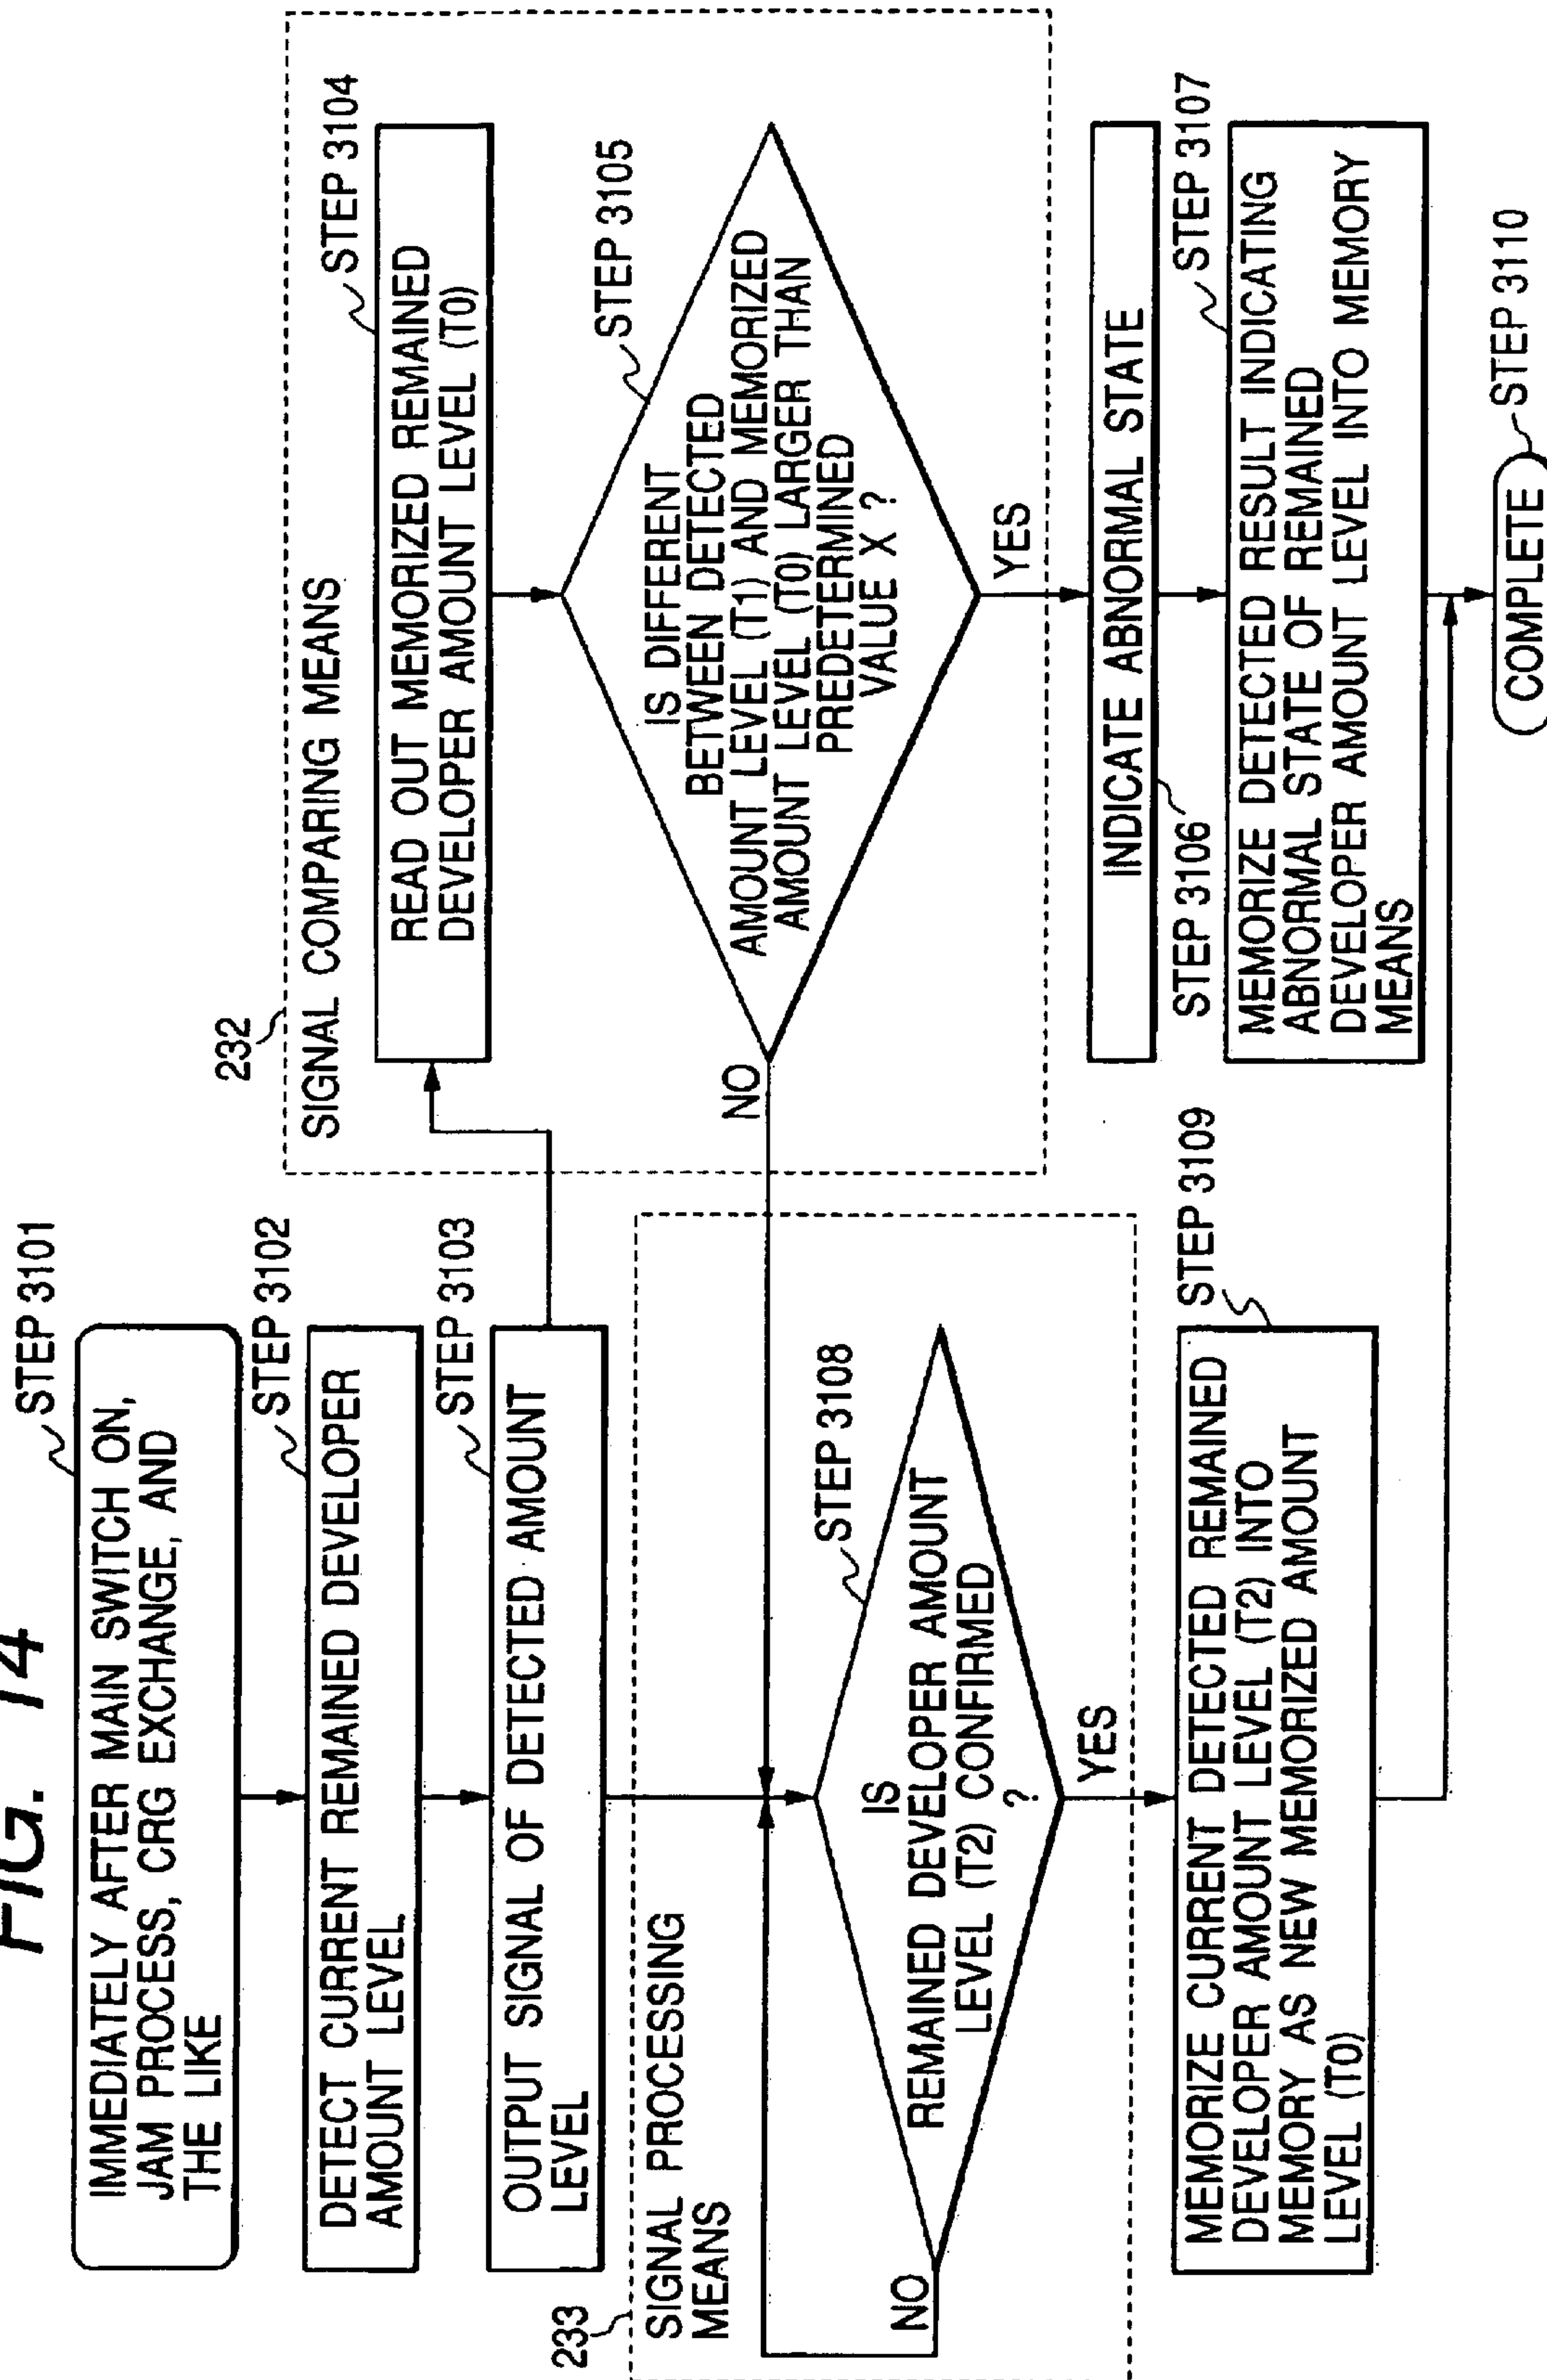 FIG. 14
STEP 3101
IMMEDIATELY AFTER MAIN SWITCH ON,
JAM PROCESS, CRG EXCHANGE, AND
THE LIKE
STEP 3102
DETECT CURRENT REMAINED DEVELOPER
AMOUNT LEVEL
STEP 3103
OUTPUT SIGNAL OF DETECTED AMOUNT
LEVEL
233
SIGNAL PROCESSING
MEANS
STEP 3108
IS
REMAINED DEVELOPER AMOUNT
LEVEL (T2) CONFIRMED
?
NO
YES
STEP 3109
MEMORIZE CURRENT DETECTED REMAINED
DEVELOPER AMOUNT LEVEL (T2) INTO
MEMORY AS NEW MEMORIZED AMOUNT
LEVEL (T0)
232
SIGNAL COMPARING MEANS
STEP 3104
READ OUT MEMORIZED REMAINED
DEVELOPER AMOUNT LEVEL (T0)
STEP 3105
IS DIFFERENT
BETWEEN DETECTED
AMOUNT LEVEL (T1) AND MEMORIZED
AMOUNT LEVEL (T0) LARGER THAN
PREDETERMINED
VALUE X ?
NO
YES
INDICATE ABNORMAL STATE
STEP 3106
STEP 3107
MEMORIZE DETECTED RESULT INDICATING
ABNORMAL STATE OF REMAINED
DEVELOPER AMOUNT LEVEL INTO MEMORY
MEANS
COMPLETE
STEP 3110